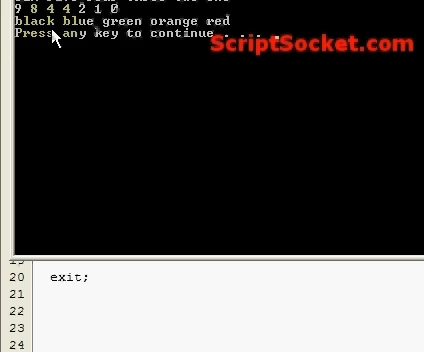 9 8 4 4 2 1 0
black blue green orange red
Press any key to continue . . .
ScriptSocket.com
20 exit;
21
22
23
24